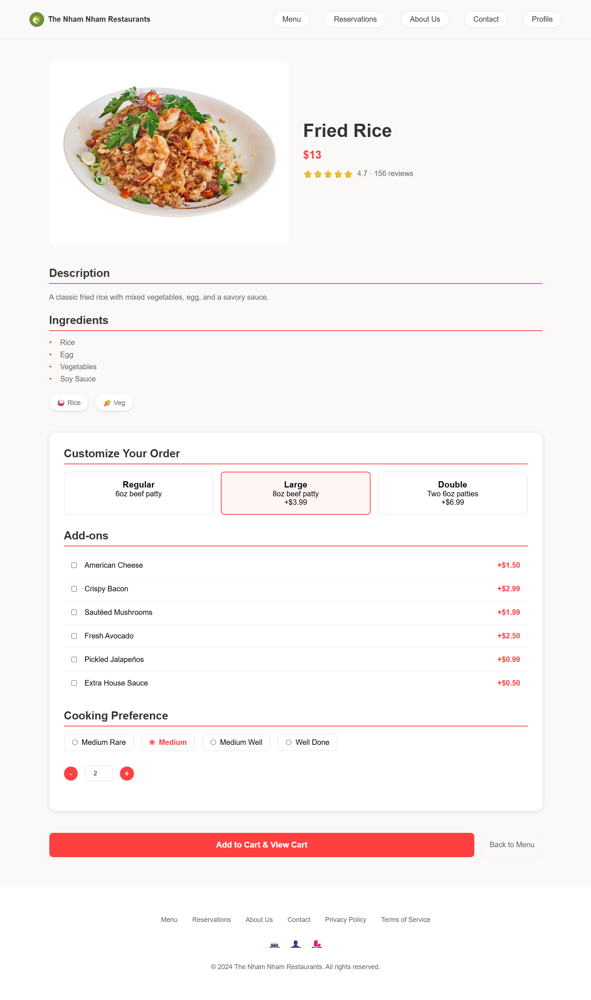 The Nham Nham Restaurants
Menu
Reservations
About Us
Contact
Profile
Fried Rice
$13
4.7 · 156 reviews
Description
A classic fried rice with mixed vegetables, egg, and a savory sauce.
Ingredients
• Rice
• Egg
• Vegetables
• Soy Sauce
Rice
Veg
Customize Your Order
Regular
6oz beef patty
Large
8oz beef patty
+$3.99
Double
Two 6oz patties
+$6.99
Add-ons
American Cheese +$1.50
Crispy Bacon +$2.99
Sautéed Mushrooms +$1.99
Fresh Avocado +$2.50
Pickled Jalapeños +$0.99
Extra House Sauce +$0.50
Cooking Preference
Medium Rare
Medium
Medium Well
Well Done
- 2 +
Add to Cart & View Cart
Back to Menu
Menu
Reservations
About Us
Contact
Privacy Policy
Terms of Service
© 2024 The Nham Nham Restaurants. All rights reserved.